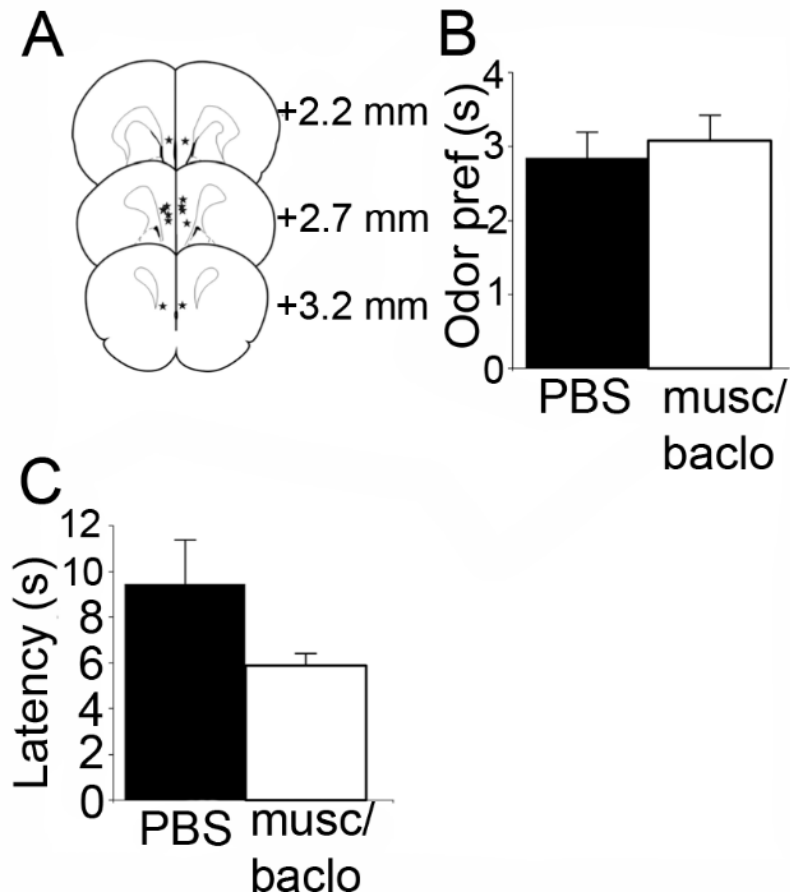 A
+2.2 mm
+2.7 mm
+3.2 mm
B
Odor pref (s)
4
3
2
1
0
PBS
musc/
baclo
C
Latency (s)
12
10
8
6
4
2
0
PBS
musc/
baclo